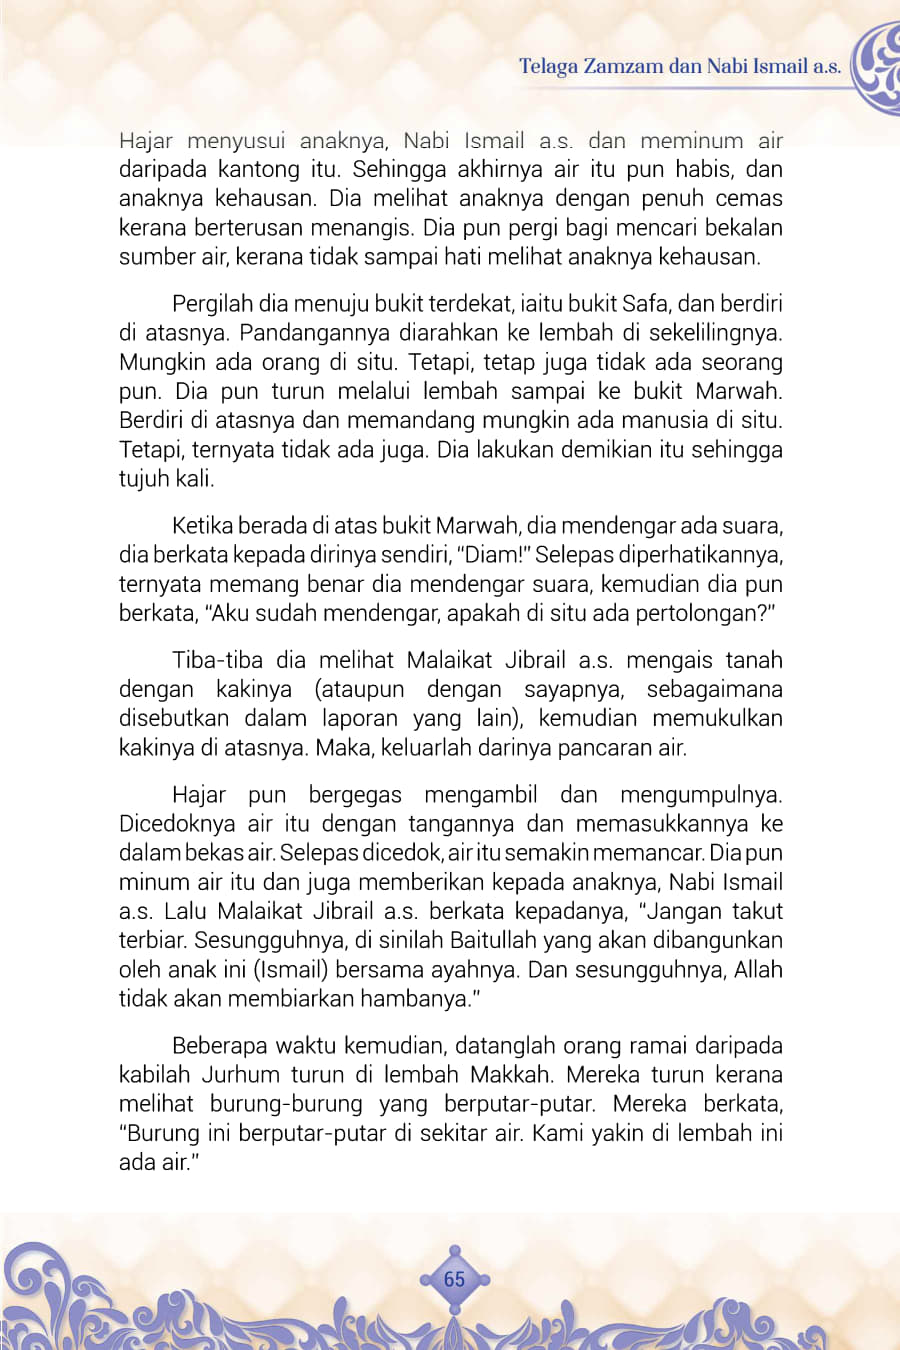 Telaga Zamzam dan Nabi Ismail a.s.
Hajar menyusui anaknya, Nabi Ismail a.s. dan meminum air
daripada kantong itu. Sehingga akhirnya air itu pun habis, dan
anaknya kehausan. Dia melihat anaknya dengan penuh cemas
kerana berterusan menangis. Dia pun pergi bagi mencari bekalan
sumber air, kerana tidak sampai hati melihat anaknya kehausan.
Pergilah dia menuju bukit terdekat, iaitu bukit Safa, dan berdiri
di atasnya. Pandangannya diarahkan ke lembah di sekelilingnya.
Mungkin ada orang di situ. Tetapi, tetap juga tidak ada seorang
pun. Dia pun turun melalui lembah sampai ke bukit Marwah.
Berdiri di atasnya dan memandang mungkin ada manusia di situ.
Tetapi, ternyata tidak ada juga. Dia lakukan demikian itu sehingga
tujuh kali.
Ketika berada di atas bukit Marwah, dia mendengar ada suara,
dia berkata kepada dirinya sendiri, “Diam!” Selepas diperhatikannya,
ternyata memang benar dia mendengar suara, kemudian dia pun
berkata, “Aku sudah mendengar, apakah di situ ada pertolongan?”
Tiba-tiba dia melihat Malaikat Jibrail a.s. mengais tanah
dengan kakinya (ataupun dengan sayapnya, sebagaimana
disebutkan dalam laporan yang lain), kemudian memukulkan
kakinya di atasnya. Maka, keluarlah darinya pancaran air.
Hajar pun bergegas mengambil dan mengumpulnya.
Dicedoknya air itu dengan tangannya dan memasukkannya ke
dalam bekas air. Selepas dicedok, air itu semakin memancar. Dia pun
minum air itu dan juga memberikan kepada anaknya, Nabi Ismail
a.s. Lalu Malaikat Jibrail a.s. berkata kepadanya, “Jangan takut
terbiar. Sesungguhnya, di sinilah Baitullah yang akan dibangunkan
oleh anak ini (Ismail) bersama ayahnya. Dan sesungguhnya, Allah
tidak akan membiarkan hambanya.”
Beberapa waktu kemudian, datanglah orang ramai daripada
kabilah Jurhum turun di lembah Makkah. Mereka turun kerana
melihat burung-burung yang berputar-putar. Mereka berkata,
“Burung ini berputar-putar di sekitar air. Kami yakin di lembah ini
ada air.”
65